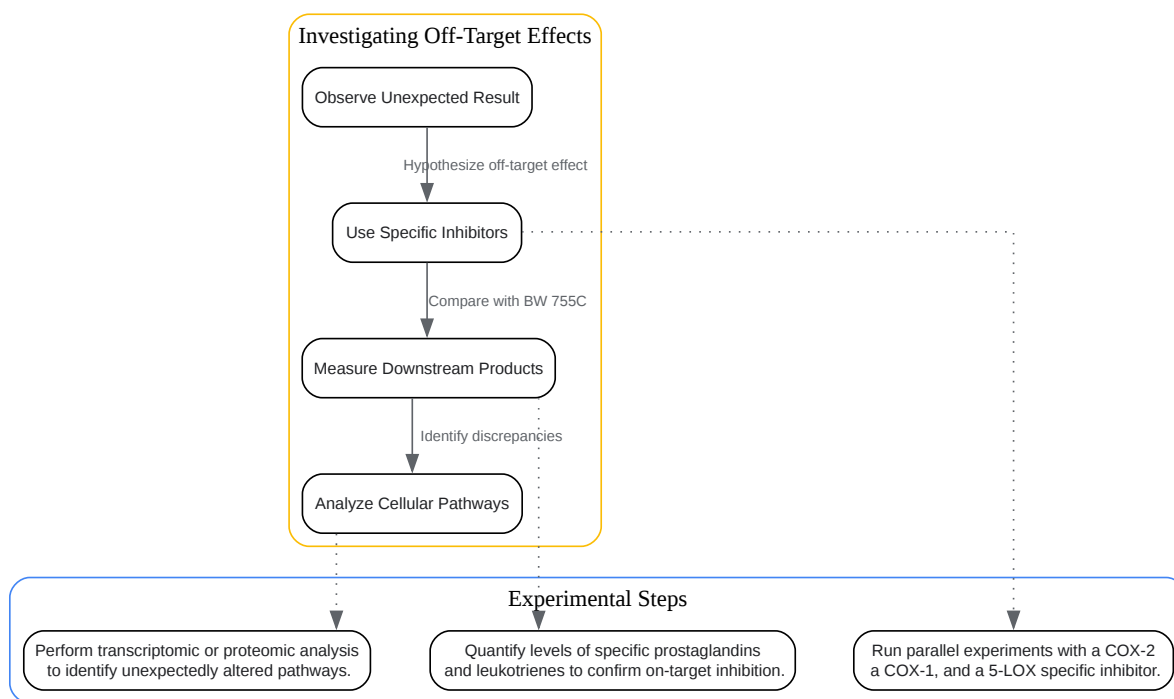 Investigating Off-Target Effects
Observe Unexpected Result
Hypothesize off-target effect
Use Specific Inhibitors
Compare with BW 755C
Measure Downstream Products
Identify discrepancies
Analyze Cellular Pathways
Experimental Steps
Perform transcriptomic or proteomic analysis
to identify unexpectedly altered pathways.
Quantify levels of specific prostaglandins
and leukotrienes to confirm on-target inhibition.
Run parallel experiments with a COX-2
a COX-1, and a 5-LOX specific inhibitor.